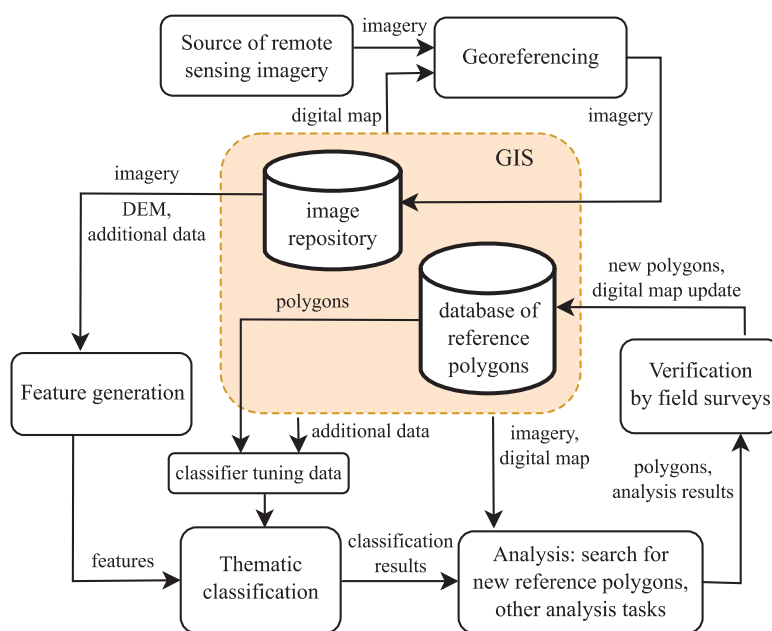 Source of remote
sensing imagery
imagery
Georeferencing
digital map
imagery
GIS
imagery
DEM,
additional data
image
repository
new polygons,
digital map update
polygons
database of
reference
polygons
Feature generation
Verification
by field surveys
additional data
imagery,
digital map
classifier tuning data
polygons,
analysis results
features
Thematic
classification
classification
results
Analysis: search for
new reference polygons,
other analysis tasks